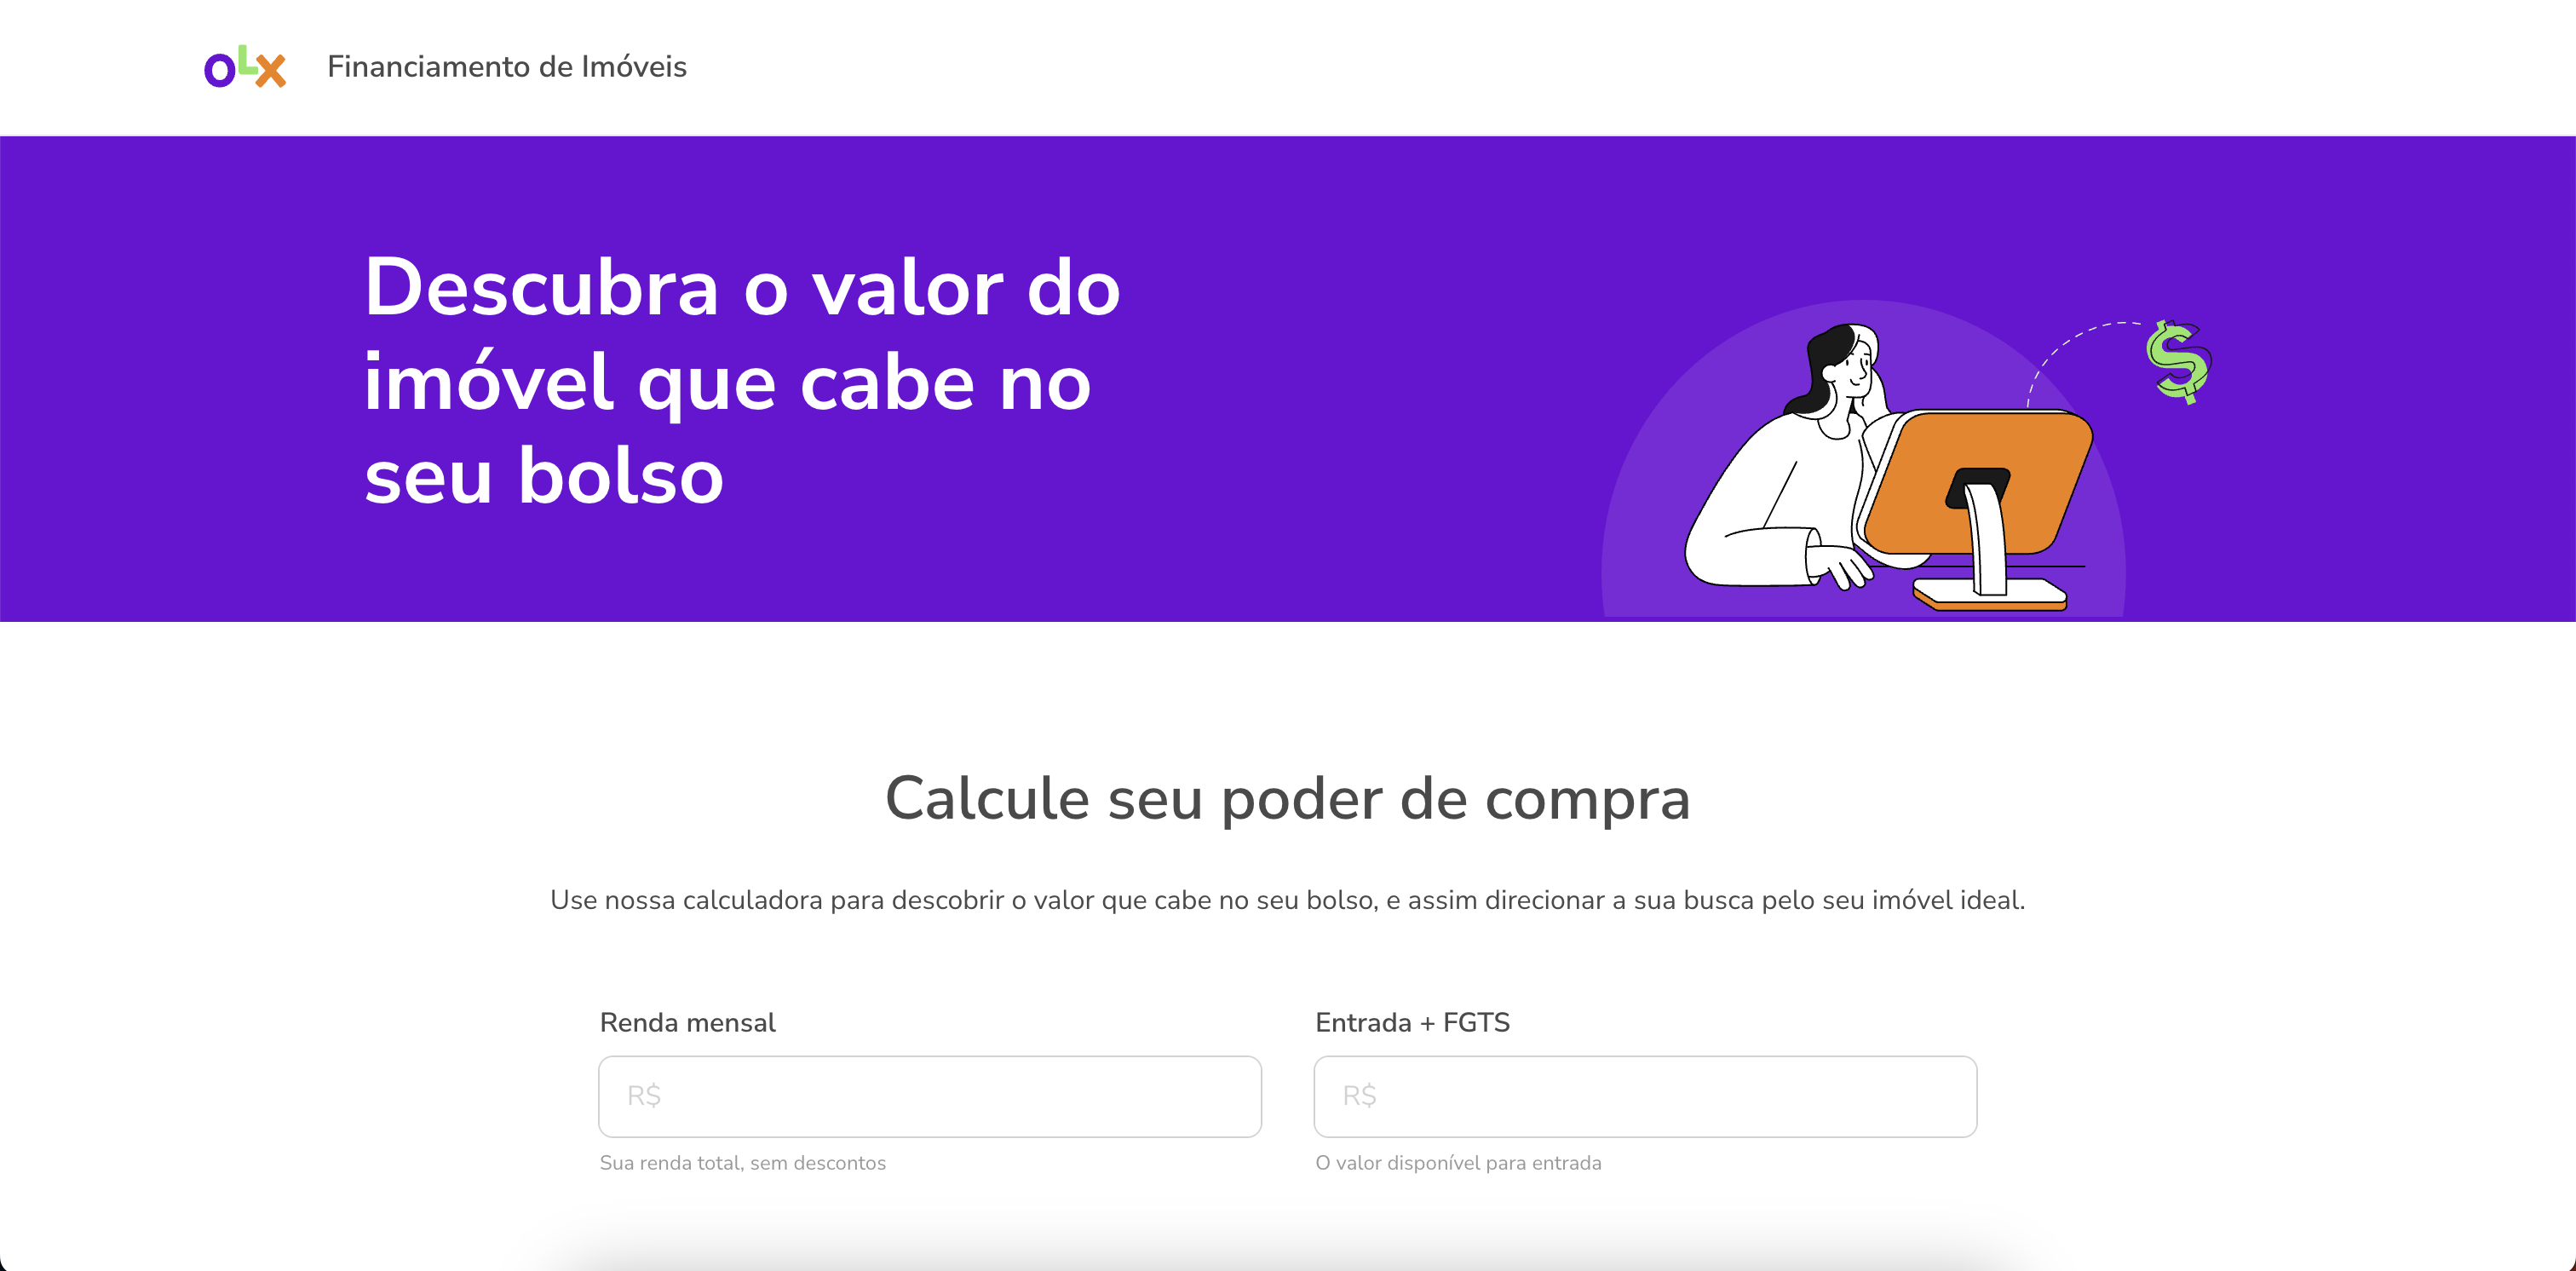 olx Financiamento de Imóveis
Descubra o valor do
imóvel que cabe no
seu bolso
$
Calcule seu poder de compra
Use nossa calculadora para descobrir o valor que cabe no seu bolso, e assim direcionar a sua busca pelo seu imóvel ideal.
Renda mensal
R$
Sua renda total, sem descontos
Entrada + FGTS
R$
O valor disponível para entrada